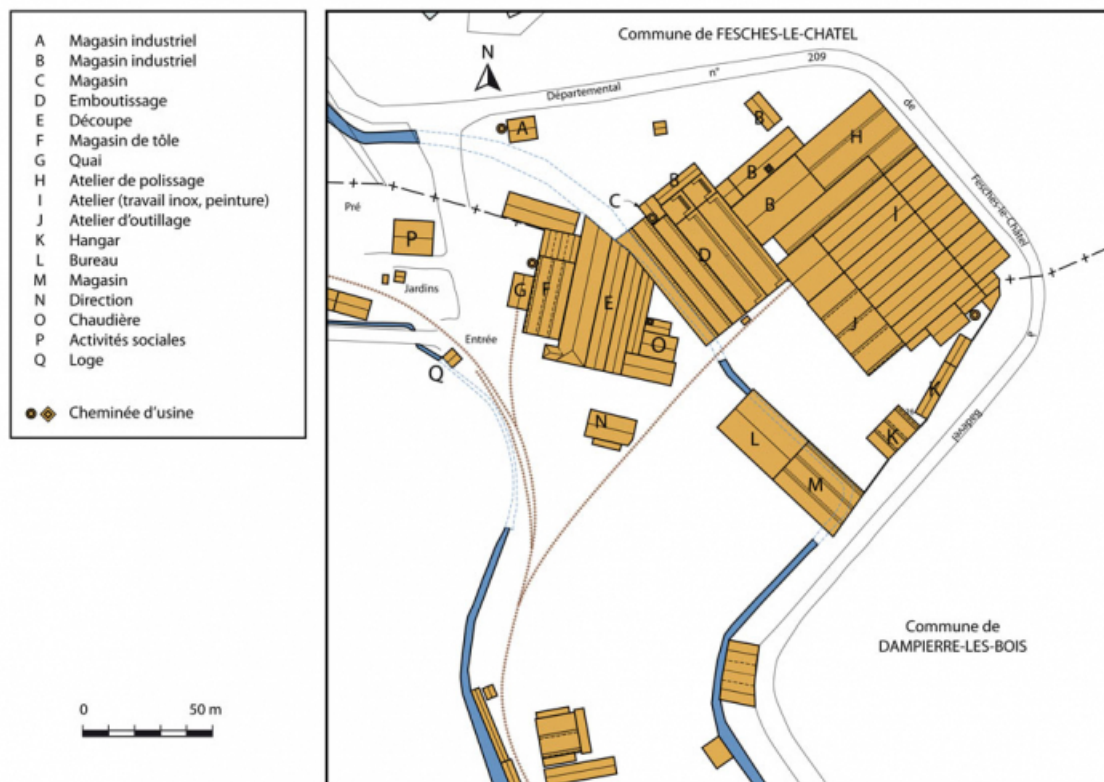 A Magasin industriel
B Magasin industriel
C Magasin
D Emboutissage
E Découpe
F Magasin de tôle
G Quai
H Atelier de polissage
I Atelier (travail inox, peinture)
J Atelier d'outillage
K Hangar
L Bureau
M Magasin
N Direction
O Chaudière
P Activités sociales
Q Loge
Cheminée d'usine
0 50 m
Commune de FESCHES-LE-CHATEL
N
Départemental n° 209 de Fesches-le-Châtel à Badevel
A
B
H
B
B
C
B
I
Pré
P
D
G
F
E
J
Jardins
Entrée
O
Q
K
N
L
K
M
Commune de
DAMPIERRE-LES-BOIS